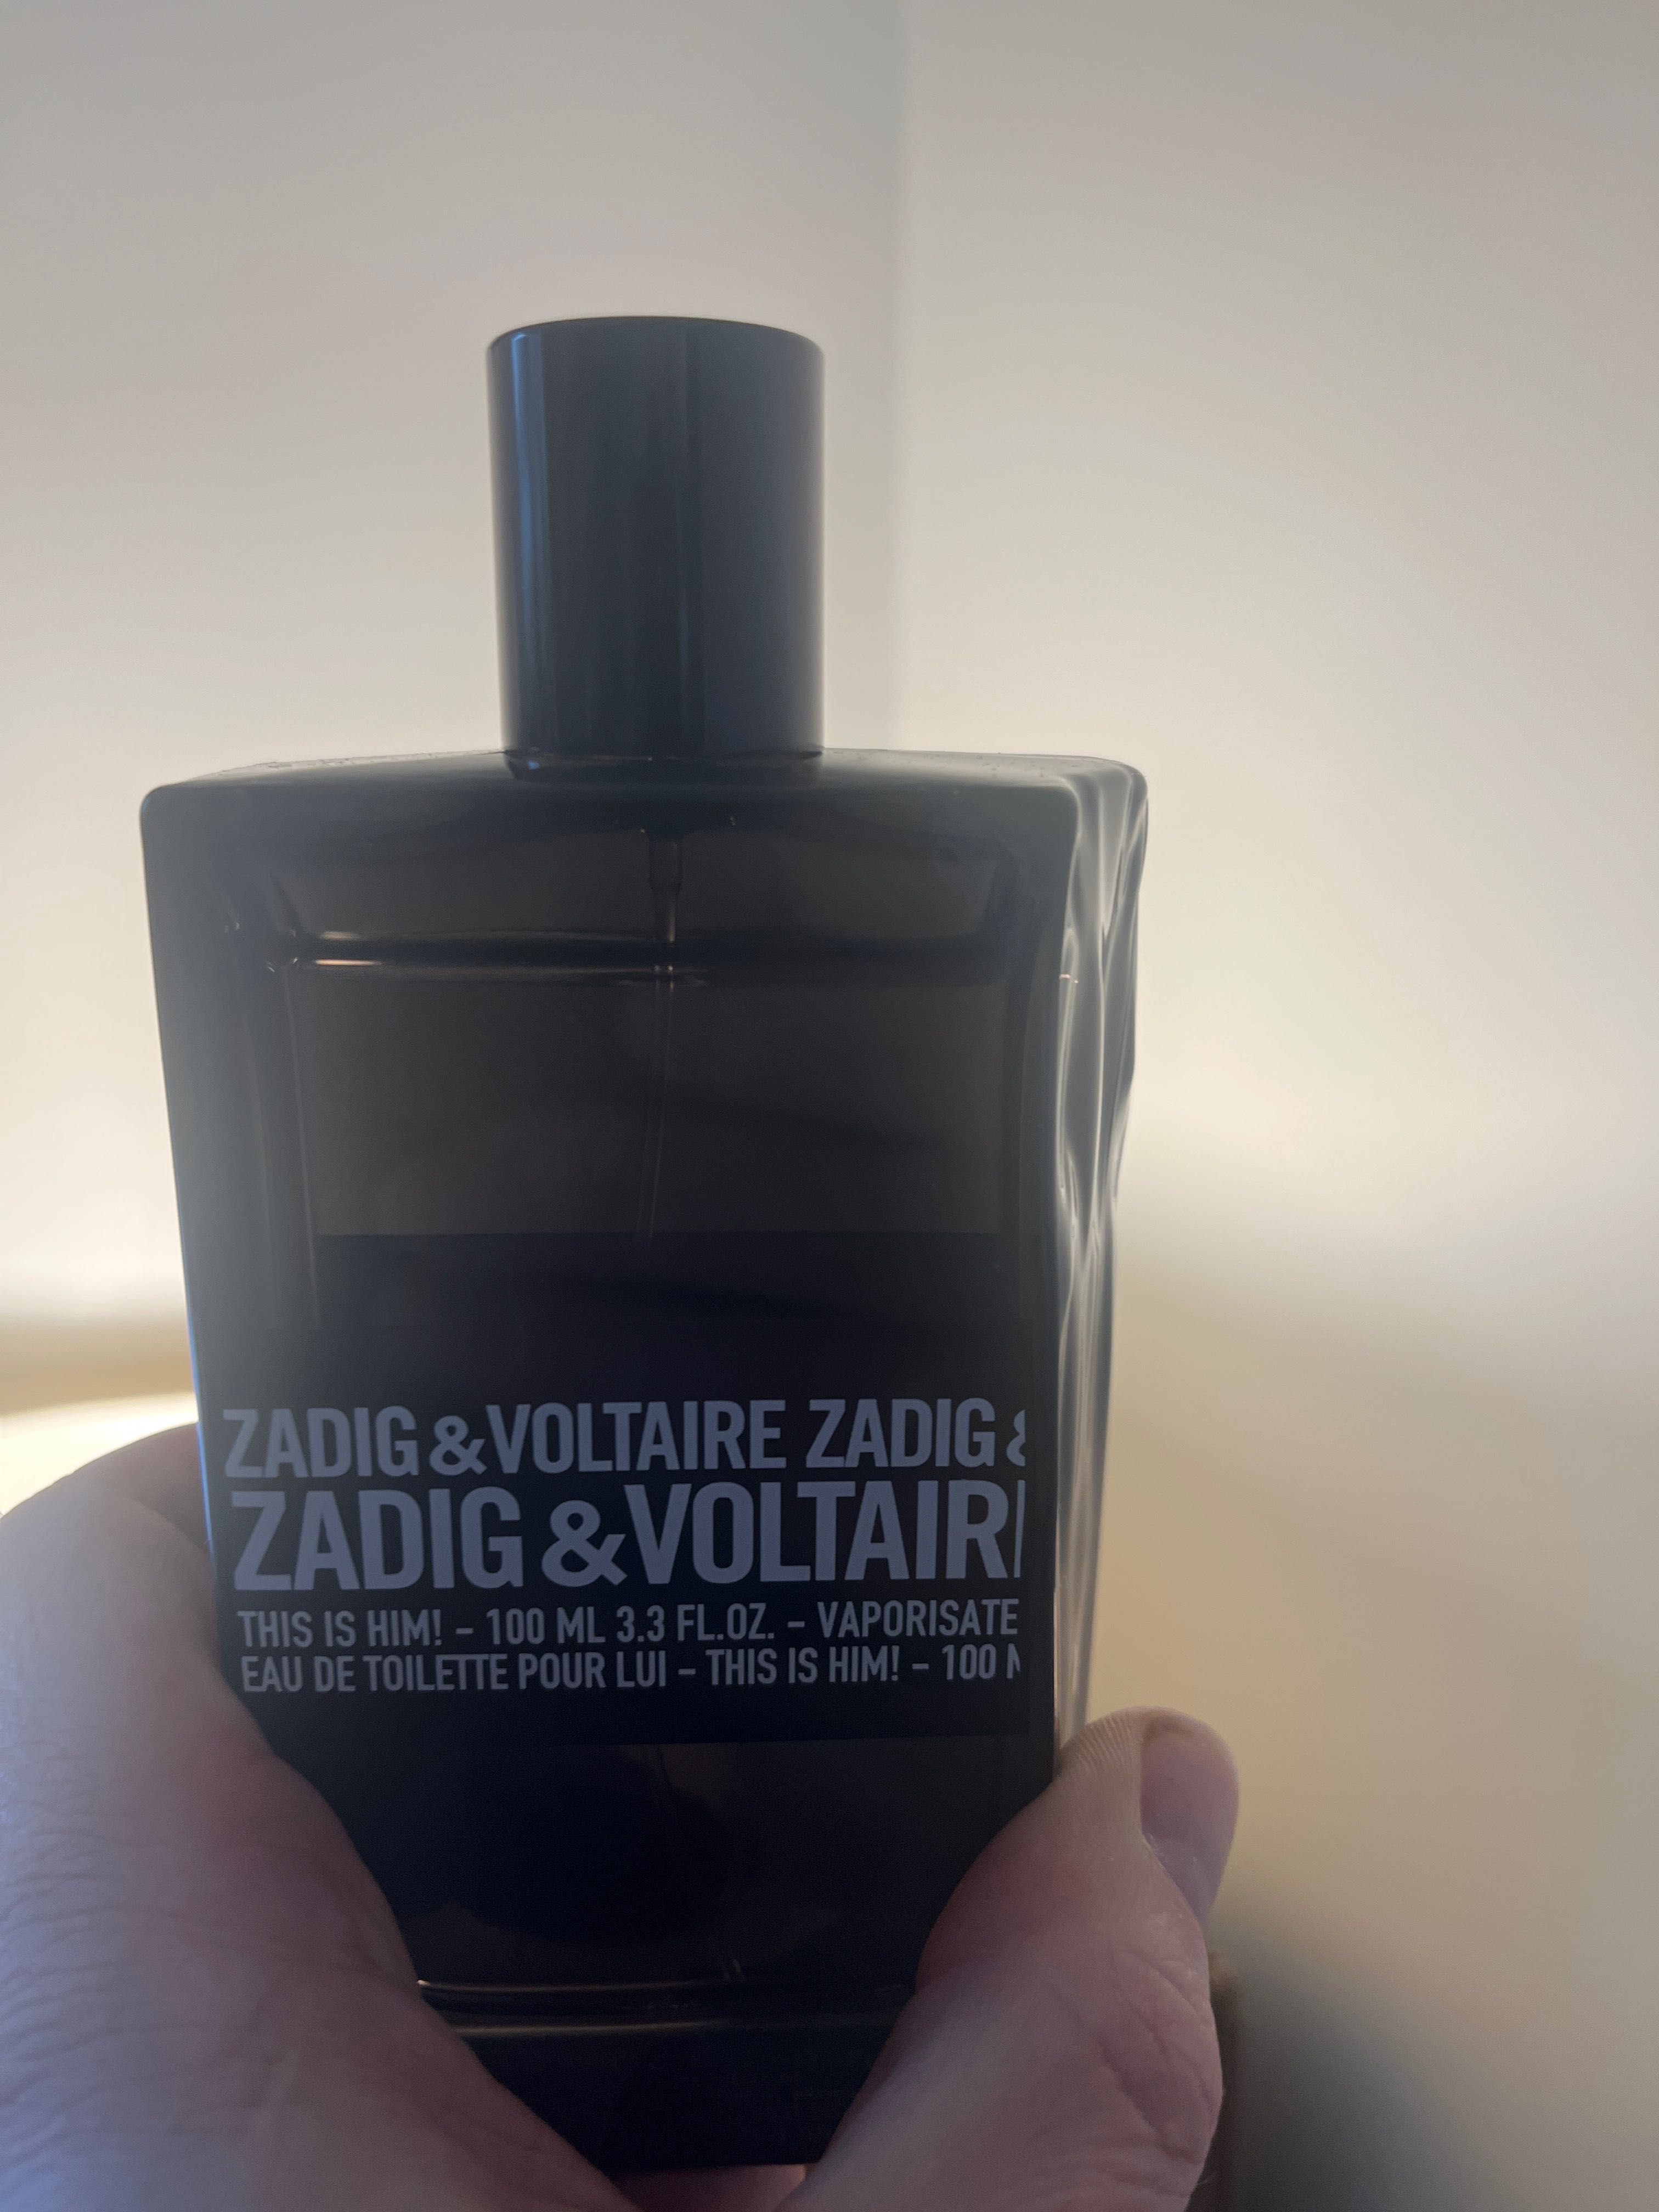 ZADIG&VOLTAIRE ZADIG &
ZADIG &VOLTAIR
THIS IS HIM! – 100 ML 3.3 FL.OZ. – VAPORISATE
EAU DE TOILETTE POUR LUI – THIS IS HIM! – 100